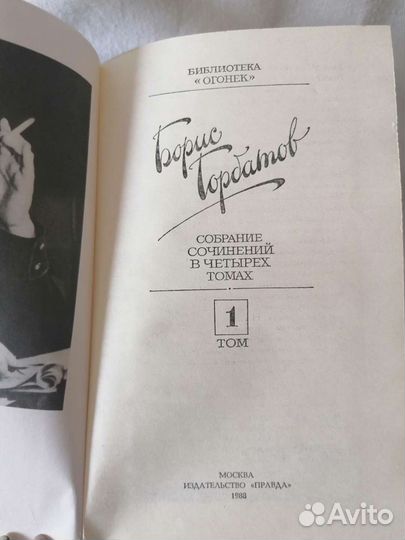 БИБЛИОТЕКА
«ОГОНЕК»
Борис
Горбатов
СОБРАНИЕ
СОЧИНЕНИЙ
В ЧЕТЫРЕХ
ТОМАХ
1
ТОМ
МОСКВА
ИЗДАТЕЛЬСТВО «ПРАВДА»
1988
Avito